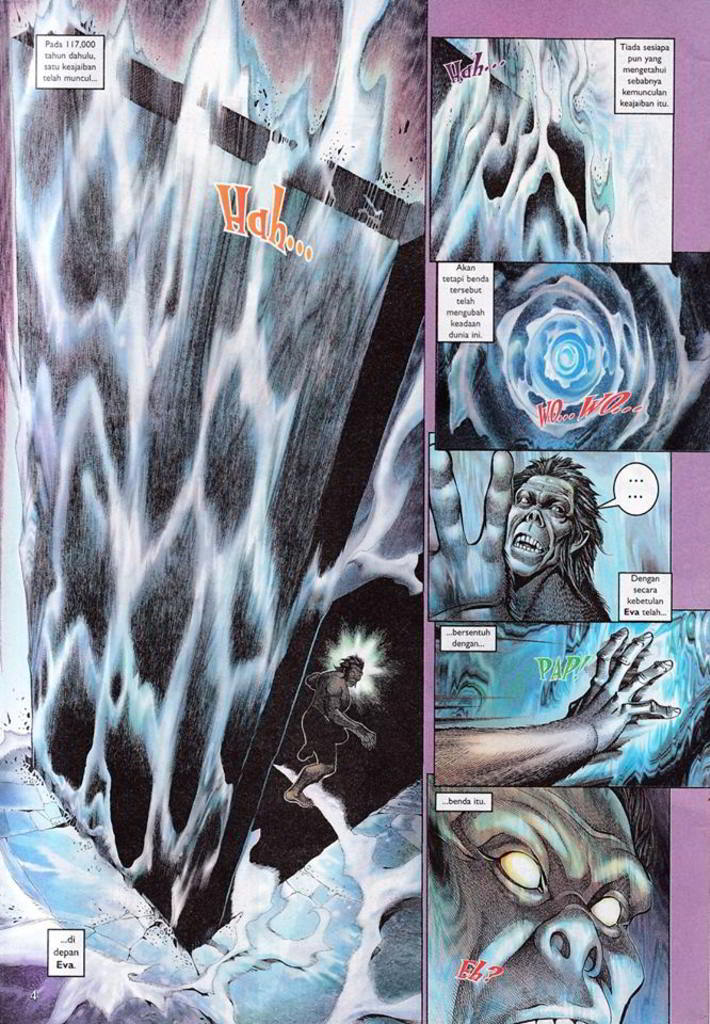 Pada 117,000
tahun dahulu,
satu keajaiban
telah muncul...
Hah...
...di
depan
Eva.
4
Hah...
Tiada sesiapa
pun yang
mengetahui
sebabnya
kemunculan
keajaiban itu.
Akan
tetapi benda
tersebut
telah
mengubah
keadaan
dunia ini.
WO... WO...
...
...
Dengan
secara
kebetulan
Eva telah...
...bersentuh
dengan...
PAP!
...benda itu.
Eh?